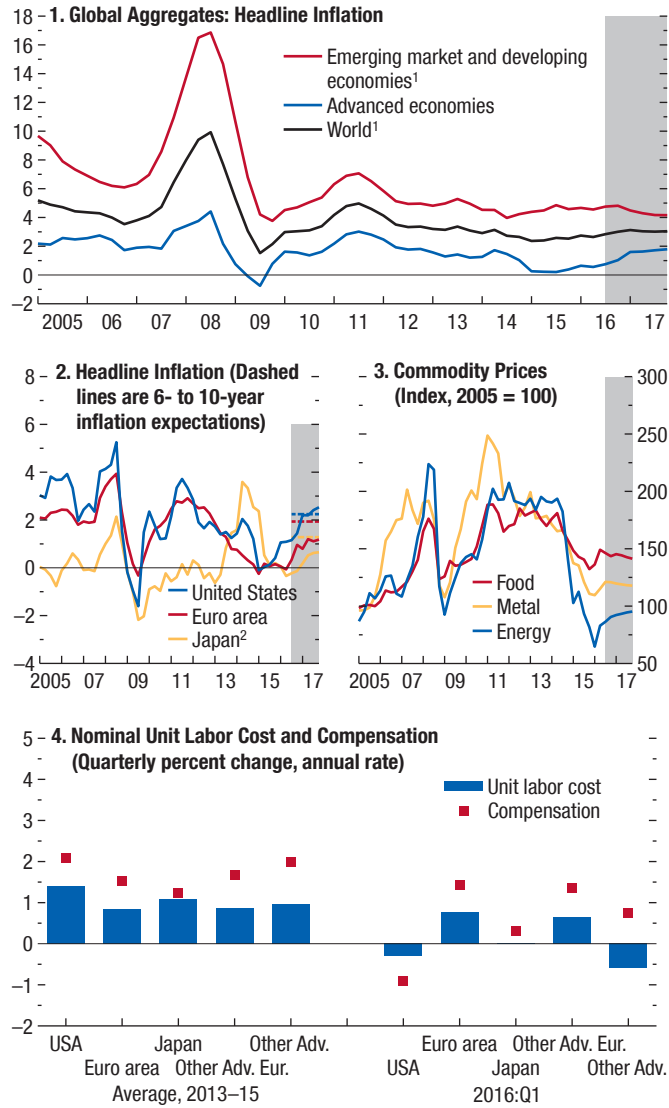 1. Global Aggregates: Headline Inflation
18
16
14
12
10
8
6
4
2
0
–2
Emerging market and developing
economies¹
Advanced economies
World¹
2005 06 07 08 09 10 11 12 13 14 15 16 17
2. Headline Inflation (Dashed
lines are 6- to 10-year
inflation expectations)
8
6
4
2
0
–2
–4
United States
Euro area
Japan²
2005 07 09 11 13 15 17
3. Commodity Prices
(Index, 2005 = 100)
300
250
200
150
100
50
Food
Metal
Energy
2005 07 09 11 13 15 17
4. Nominal Unit Labor Cost and Compensation
(Quarterly percent change, annual rate)
5
4
3
2
1
0
–1
–2
Unit labor cost
Compensation
USA Japan Other Adv. Euro area Other Adv. Eur.
Euro area Other Adv. Eur. USA Japan Other Adv.
Average, 2013–15 2016:Q1